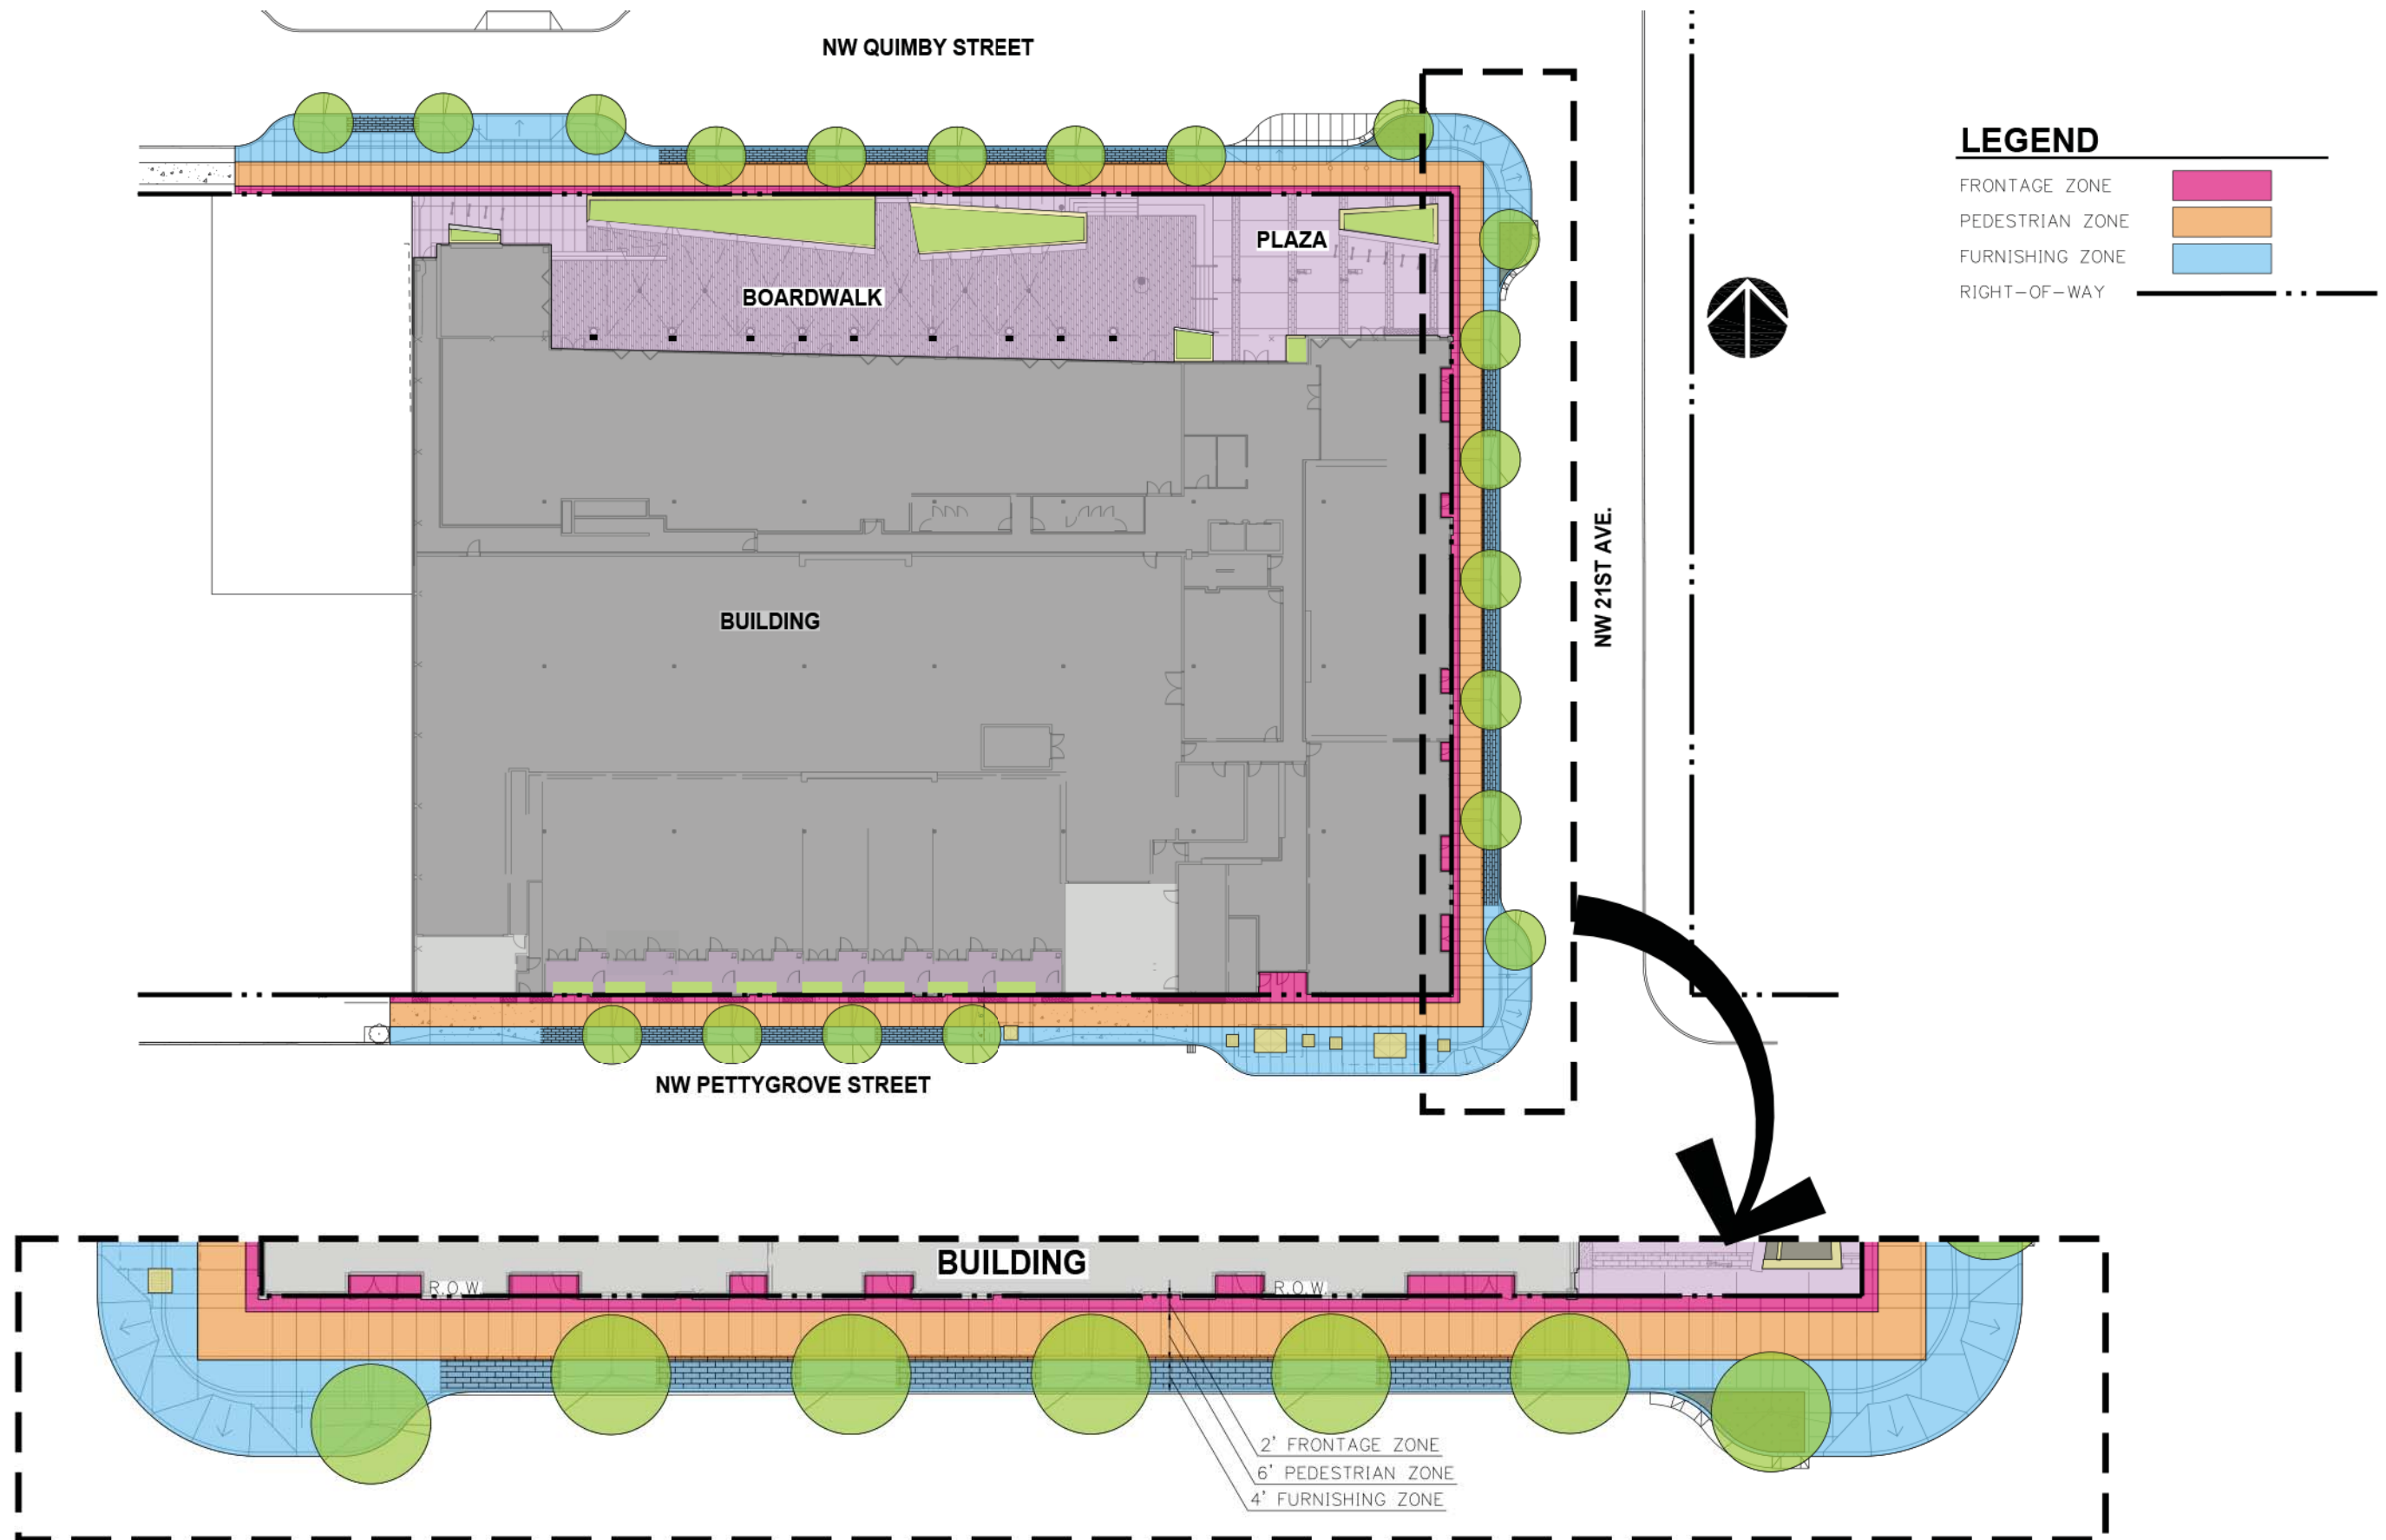 NW QUIMBY STREET
LEGEND
FRONTAGE ZONE
PEDESTRIAN ZONE
FURNISHING ZONE
RIGHT-OF-WAY
PLAZA
BOARDWALK
BUILDING
NW 21ST AVE.
NW PETTYGROVE STREET
BUILDING
R.O.W.
R.O.W.
2' FRONTAGE ZONE
6' PEDESTRIAN ZONE
4' FURNISHING ZONE